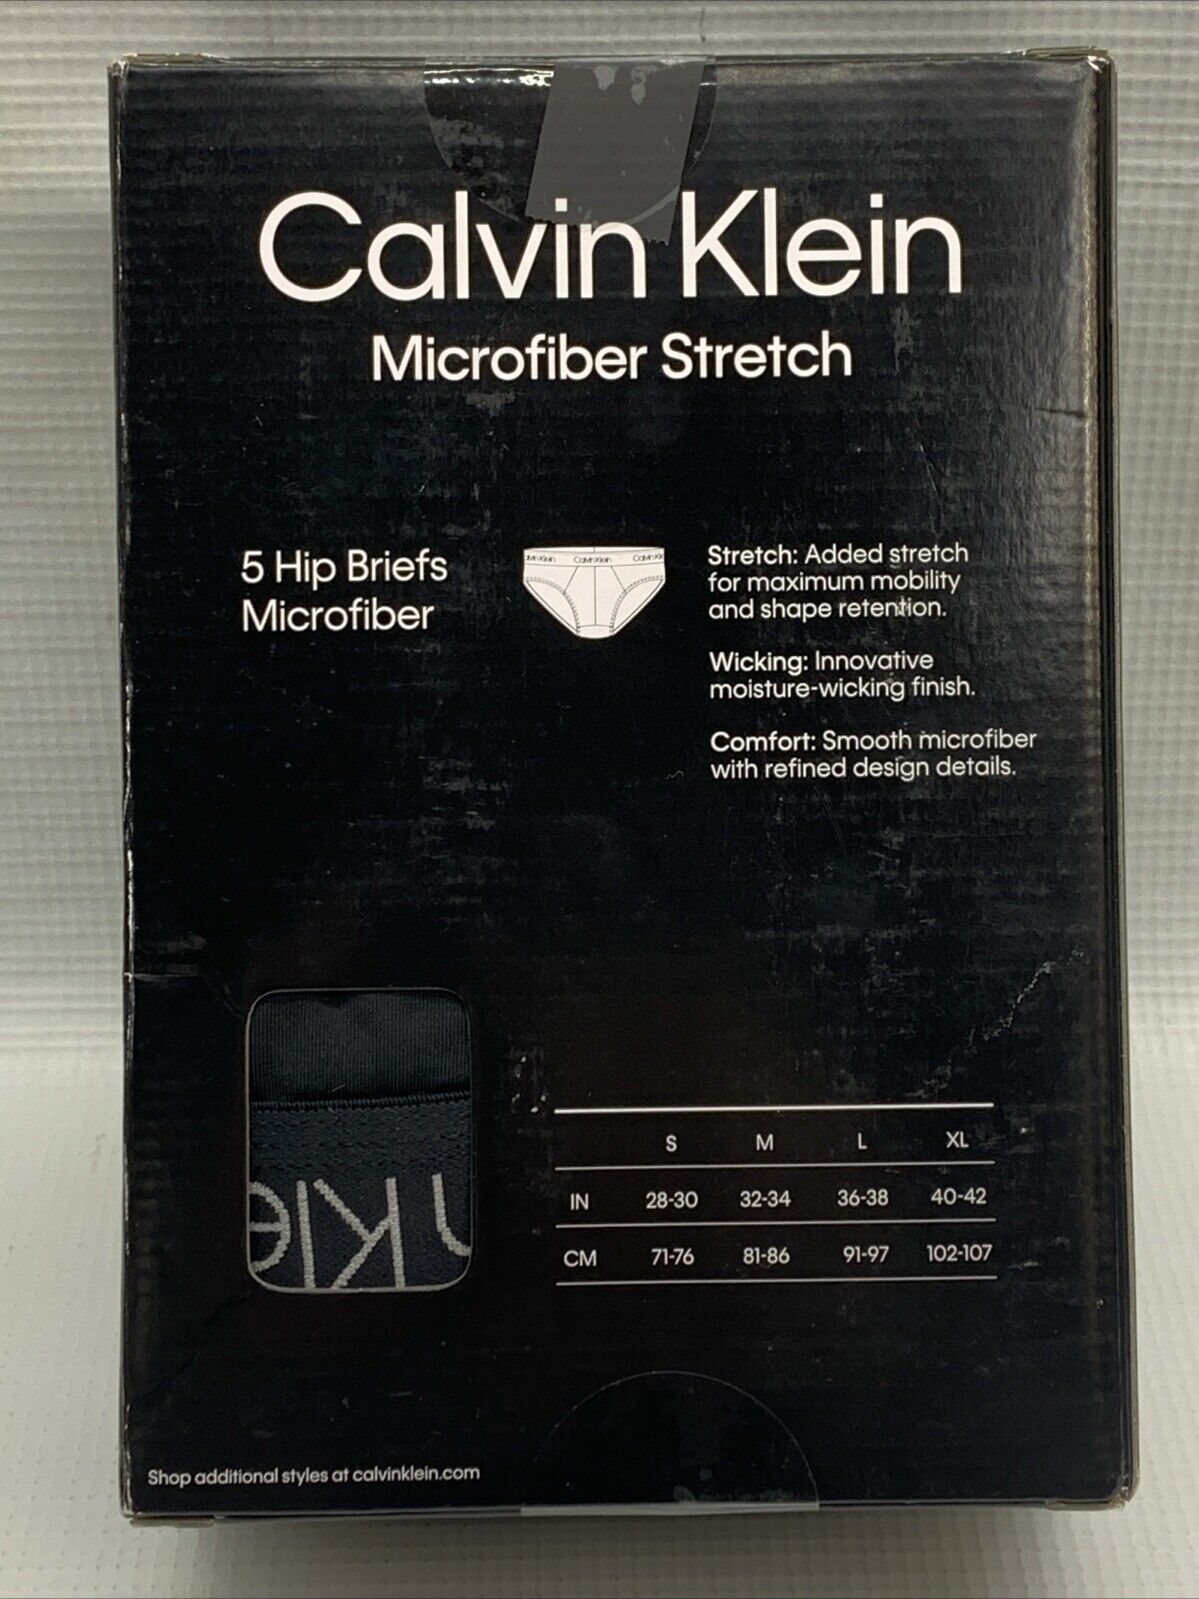 Calvin Klein
Microfiber Stretch
5 Hip Briefs
Microfiber
Calvin Klein
Stretch: Added stretch
for maximum mobility
and shape retention.
Wicking: Innovative
moisture-wicking finish.
Comfort: Smooth microfiber
with refined design details.
S M L XL
IN 28-30 32-34 36-38 40-42
CM 71-76 81-86 91-97 102-107
Shop additional styles at calvinklein.com